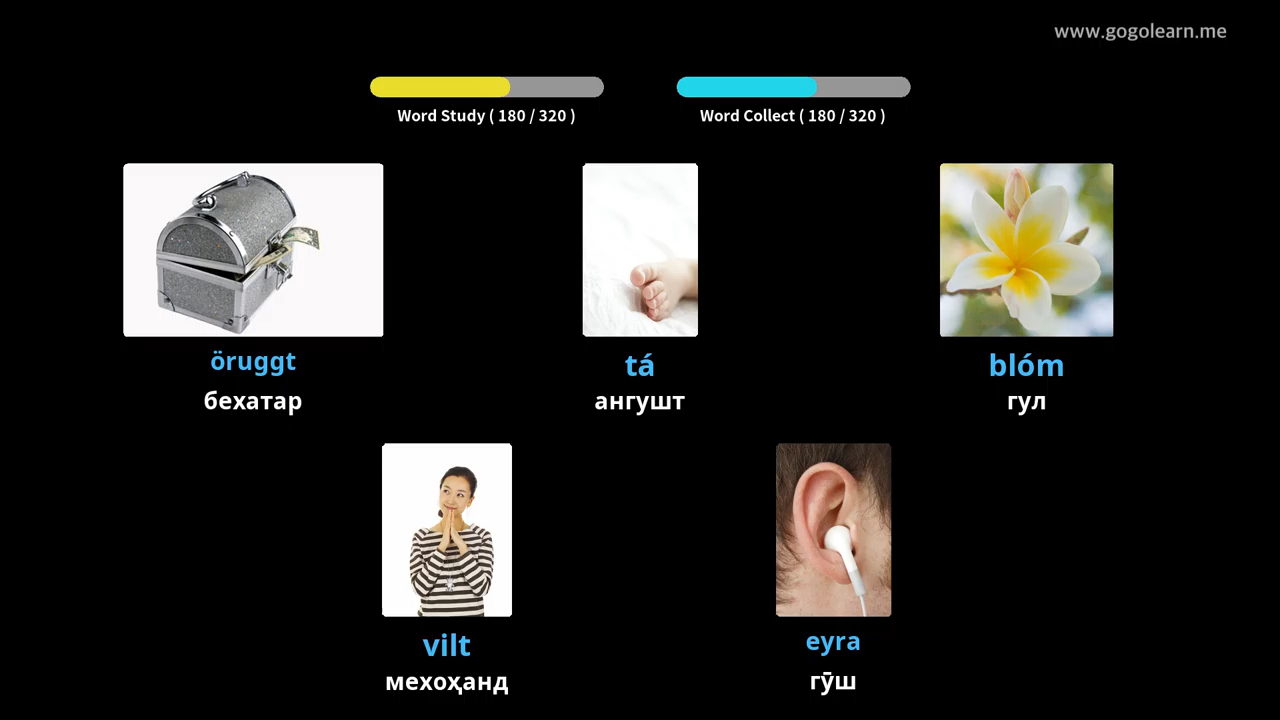 www.gogolearn.me
Word Study ( 180 / 320 )
Word Collect ( 180 / 320 )
öruggt
бехатар
tá
ангушт
blóm
гул
vilt
мехоҳанд
eyra
гӯш